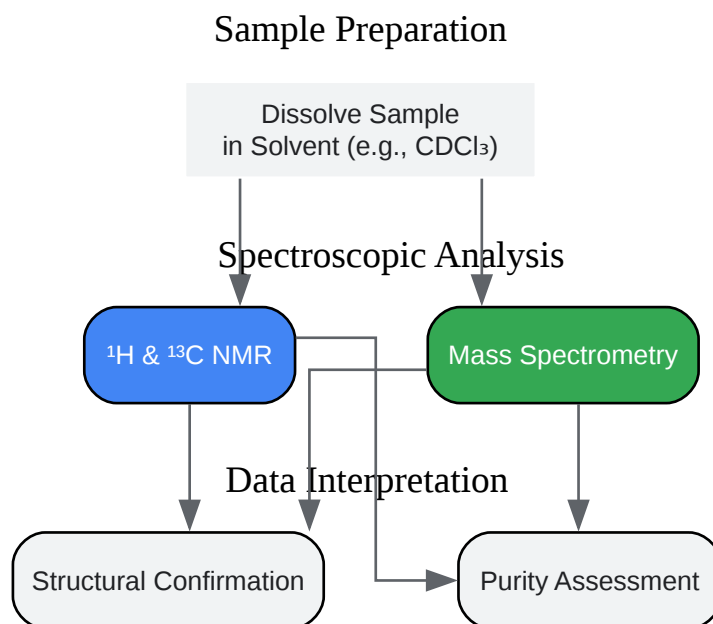 Sample Preparation
Dissolve Sample
in Solvent (e.g., CDCl₃)
Spectroscopic Analysis
¹H & ¹³C NMR
Mass Spectrometry
Data Interpretation
Structural Confirmation
Purity Assessment